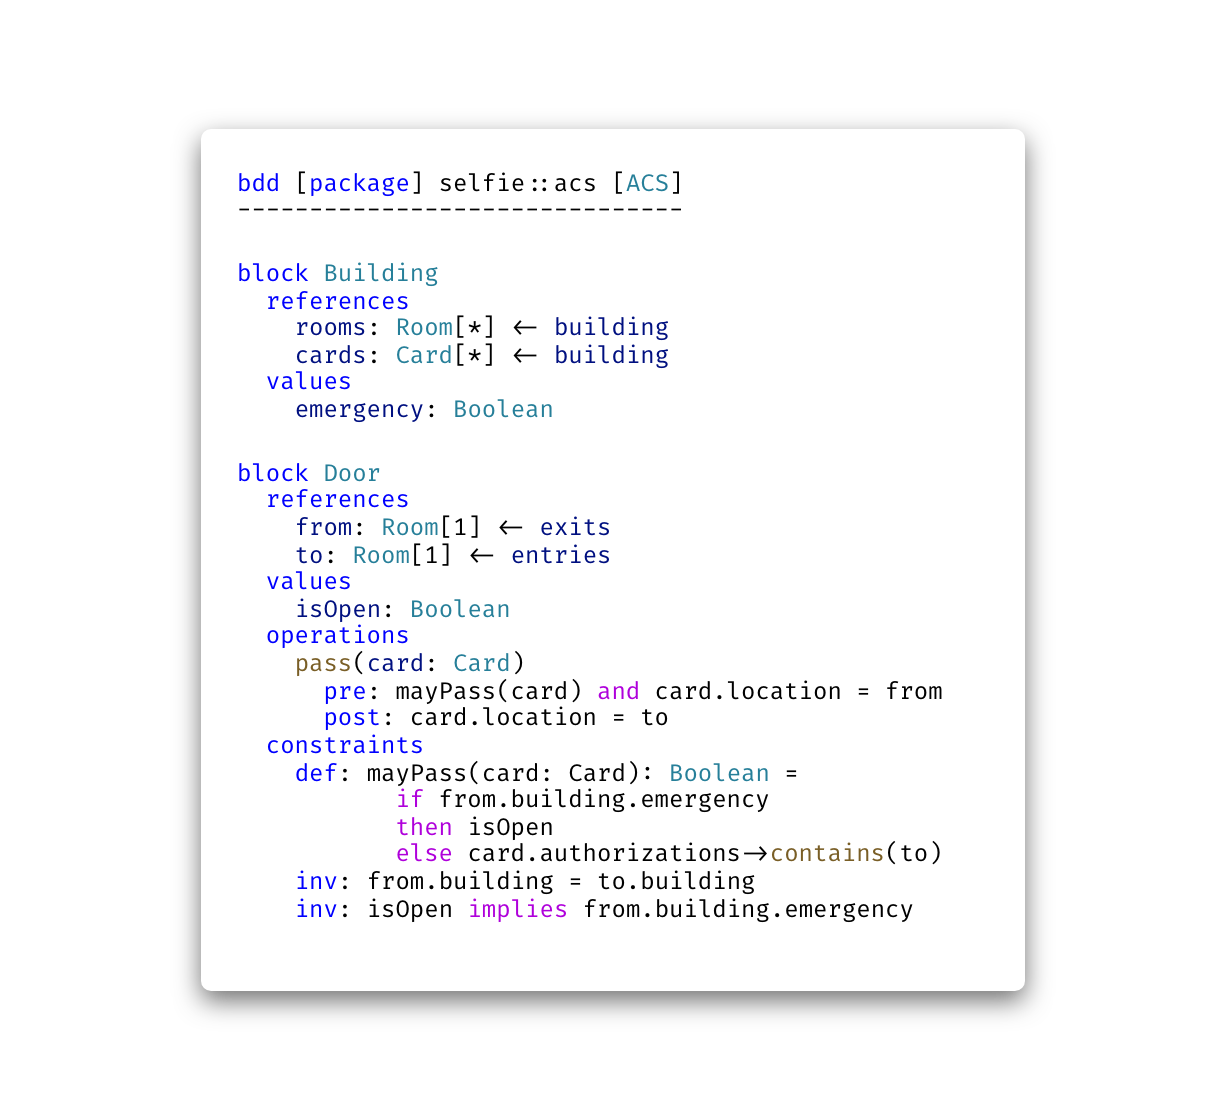 bdd [package] selfie::acs [ACS]
-------------------------------
block Building
  references
    rooms: Room[*] <- building
    cards: Card[*] <- building
  values
    emergency: Boolean
block Door
  references
    from: Room[1] <- exits
    to: Room[1] <- entries
  values
    isOpen: Boolean
  operations
    pass(card: Card)
      pre: mayPass(card) and card.location = from
      post: card.location = to
  constraints
    def: mayPass(card: Card): Boolean =
           if from.building.emergency
           then isOpen
           else card.authorizations->contains(to)
    inv: from.building = to.building
    inv: isOpen implies from.building.emergency